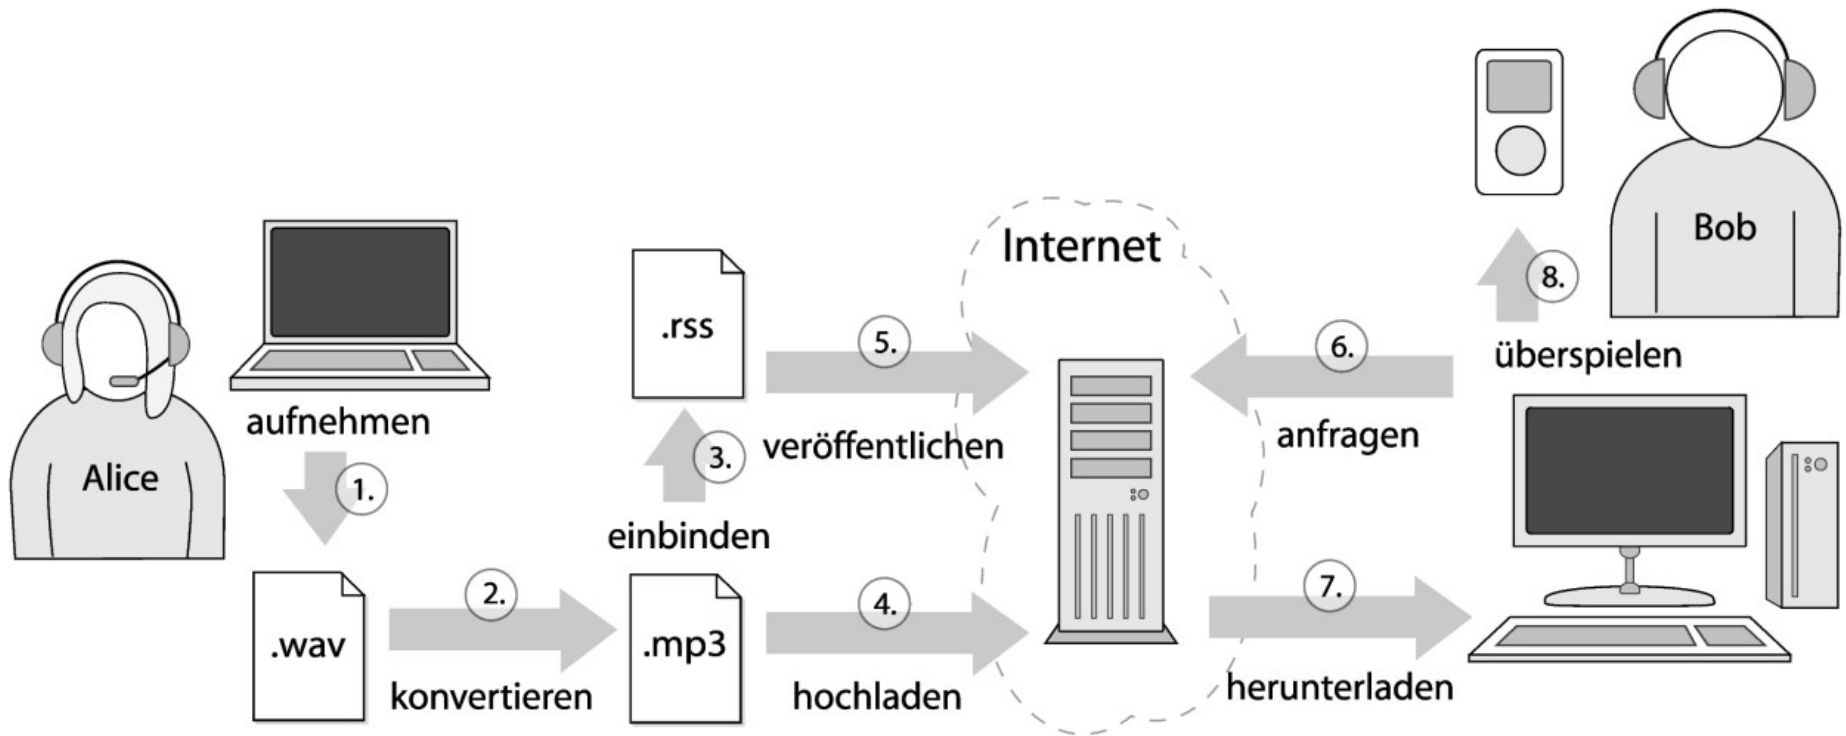 Alice
aufnehmen
1.
.wav
2.
konvertieren
.mp3
einbinden
3.
.rss
4.
hochladen
5.
veröffentlichen
Internet
6.
anfragen
7.
herunterladen
8.
überspielen
Bob